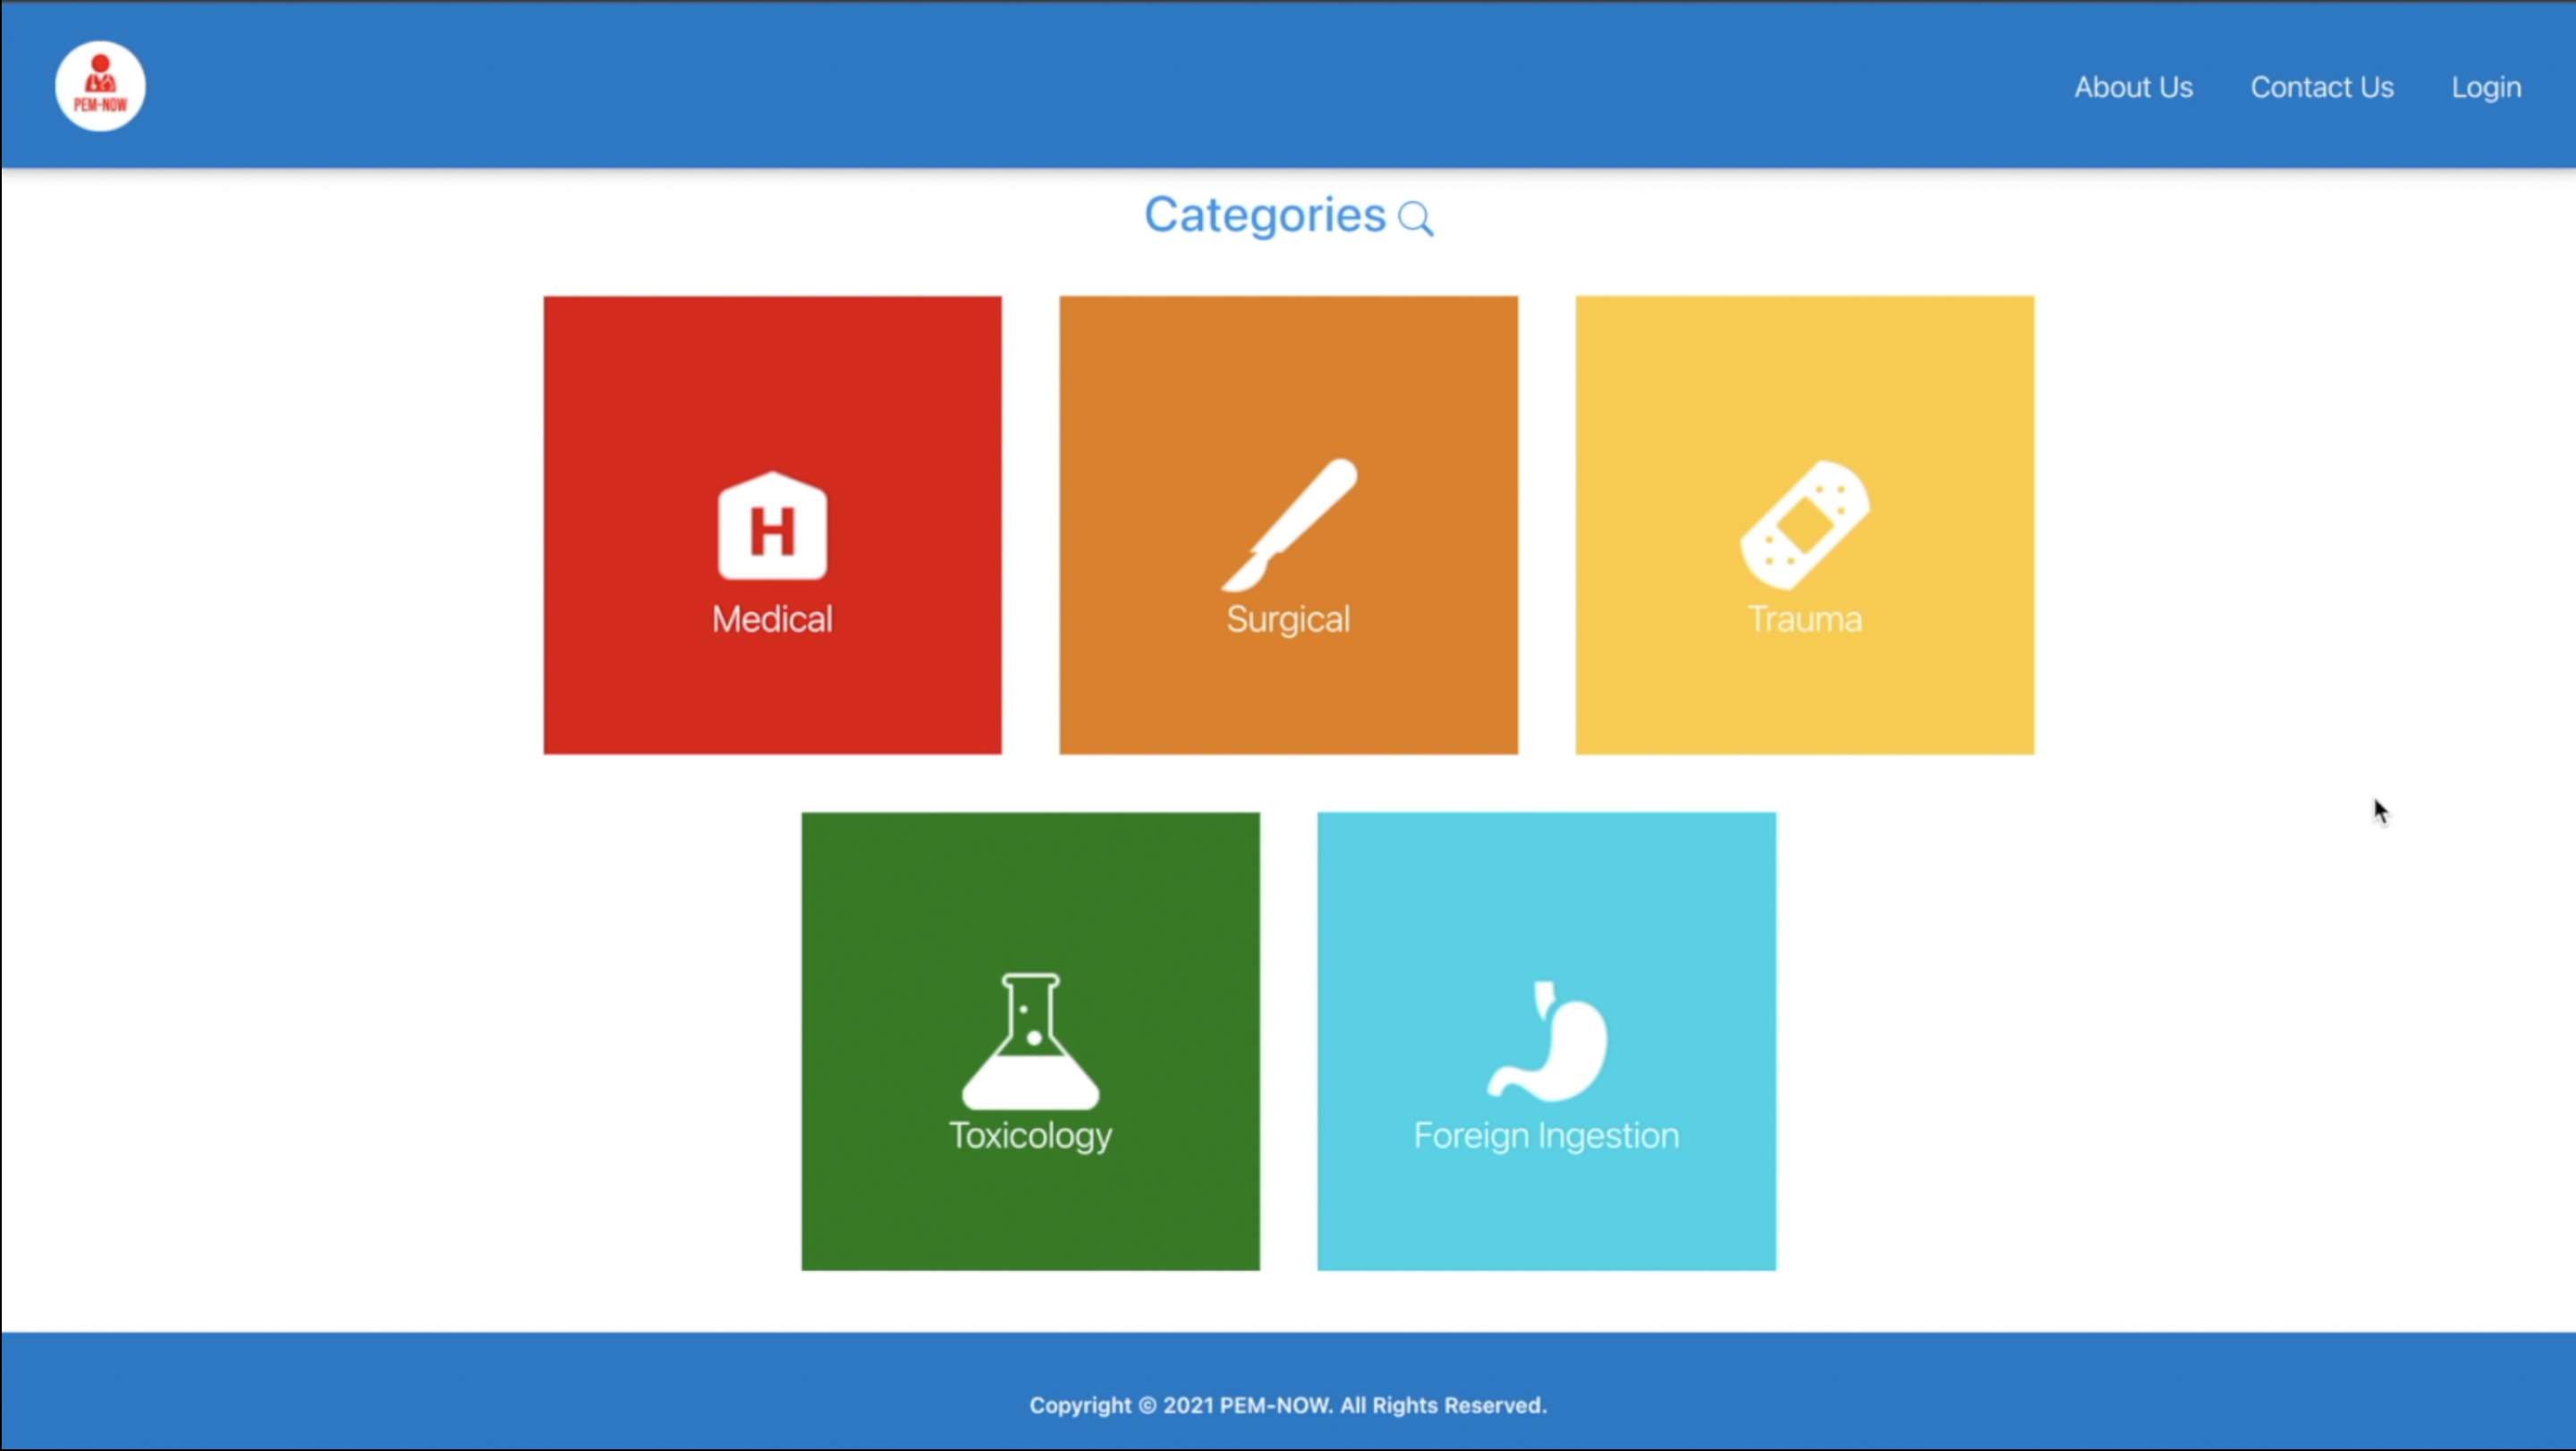 PEM-NOW
About Us
Contact Us
Login
Categories
H
Medical
Surgical
Trauma
Toxicology
Foreign Ingestion
Copyright © 2021 PEM-NOW. All Rights Reserved.